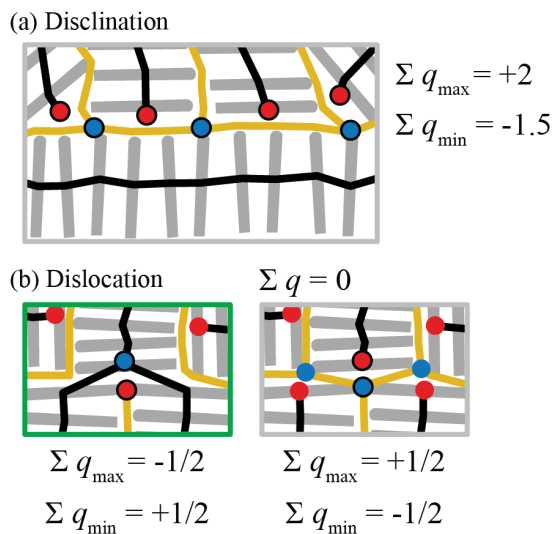 (a) Disclination
Σ q_max = +2
Σ q_min = -1.5
(b) Dislocation
Σ q = 0
Σ q_max = -1/2
Σ q_min = +1/2
Σ q_max = +1/2
Σ q_min = -1/2